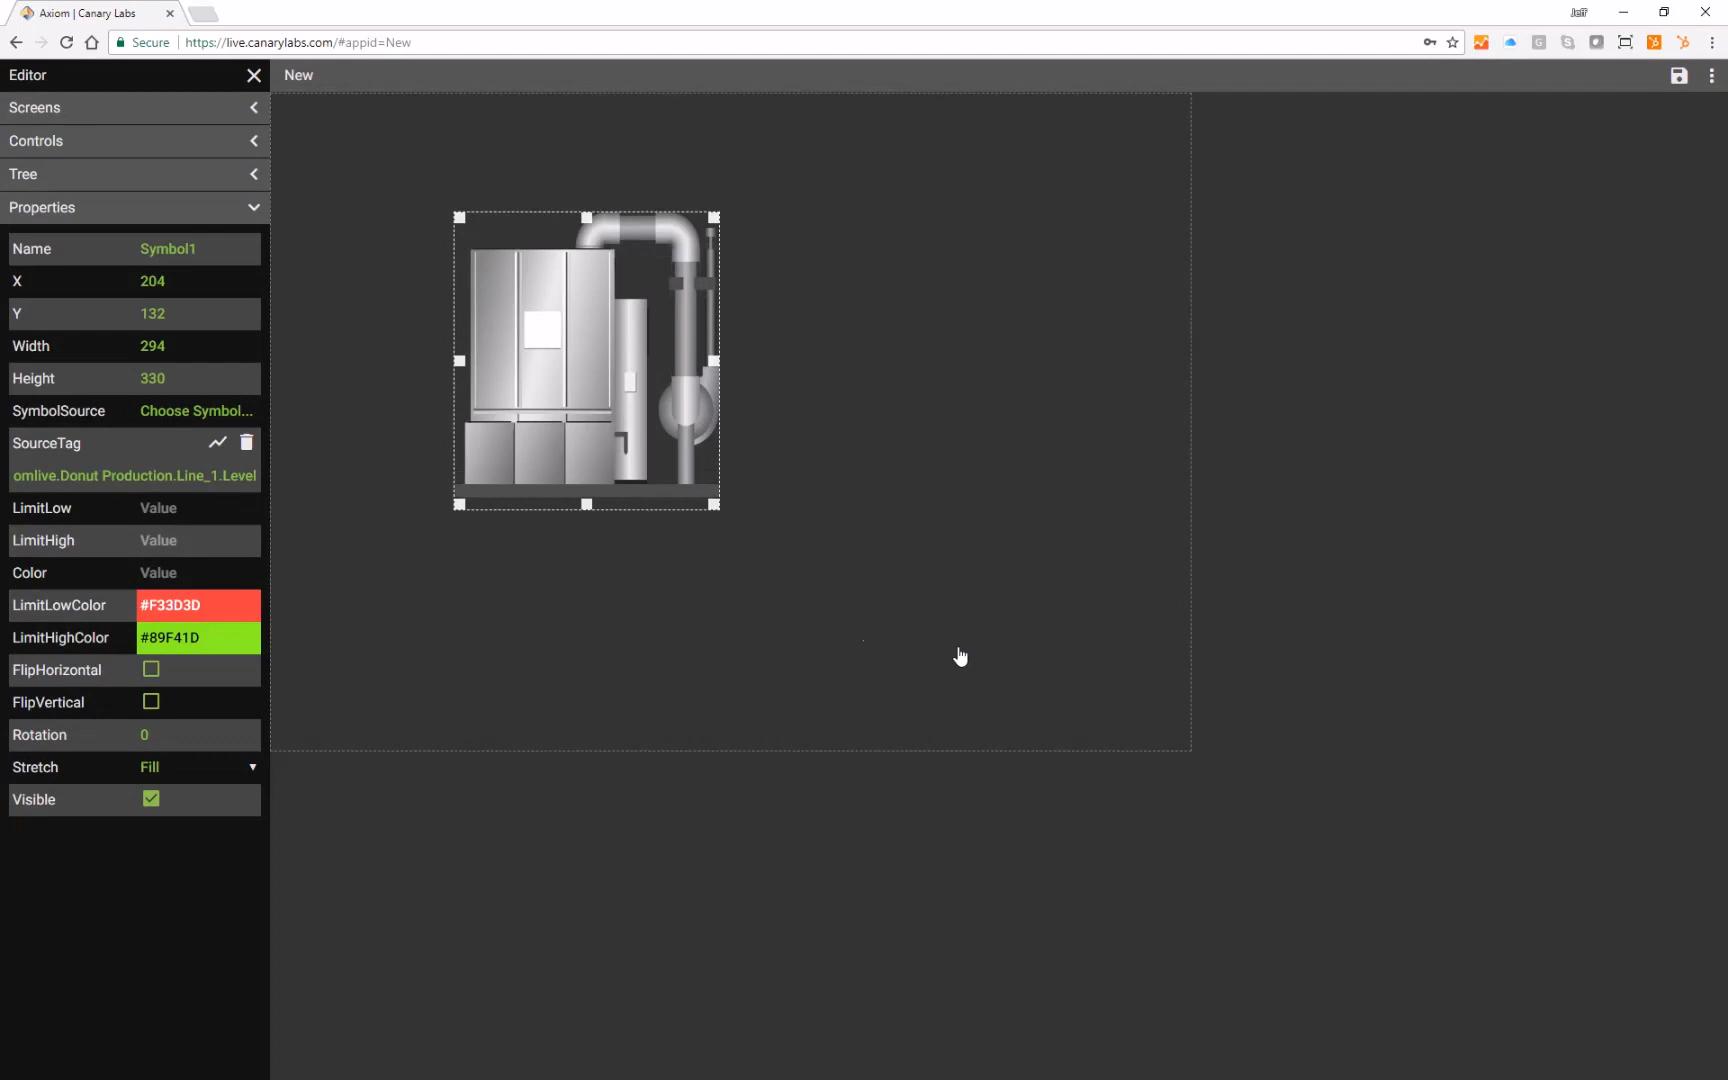 Axiom | Canary Labs
Jeff
Secure
https://live.canarylabs.com/#appid=New
Editor
New
Screens
Controls
Tree
Properties
Name Symbol1
X 204
Y 132
Width 294
Height 330
SymbolSource Choose Symbol...
SourceTag
omlive.Donut Production.Line_1.Level
LimitLow Value
LimitHigh Value
Color Value
LimitLowColor #F33D3D
LimitHighColor #89F41D
FlipHorizontal
FlipVertical
Rotation 0
Stretch Fill
Visible